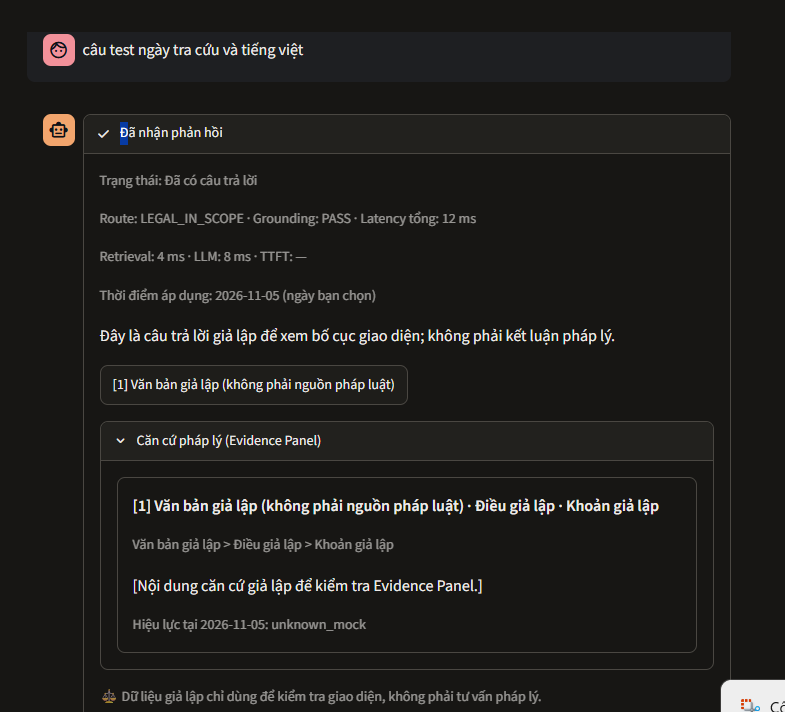 câu test ngày tra cứu và tiếng việt
Đã nhận phản hồi
Trạng thái: Đã có câu trả lời
Route: LEGAL_IN_SCOPE · Grounding: PASS · Latency tổng: 12 ms
Retrieval: 4 ms · LLM: 8 ms · TTFT: —
Thời điểm áp dụng: 2026-11-05 (ngày bạn chọn)
Đây là câu trả lời giả lập để xem bố cục giao diện; không phải kết luận pháp lý.
[1] Văn bản giả lập (không phải nguồn pháp luật)
Căn cứ pháp lý (Evidence Panel)
[1] Văn bản giả lập (không phải nguồn pháp luật) · Điều giả lập · Khoản giả lập
Văn bản giả lập > Điều giả lập > Khoản giả lập
[Nội dung căn cứ giả lập để kiểm tra Evidence Panel.]
Hiệu lực tại 2026-11-05: unknown_mock
Dữ liệu giả lập chỉ dùng để kiểm tra giao diện, không phải tư vấn pháp lý.